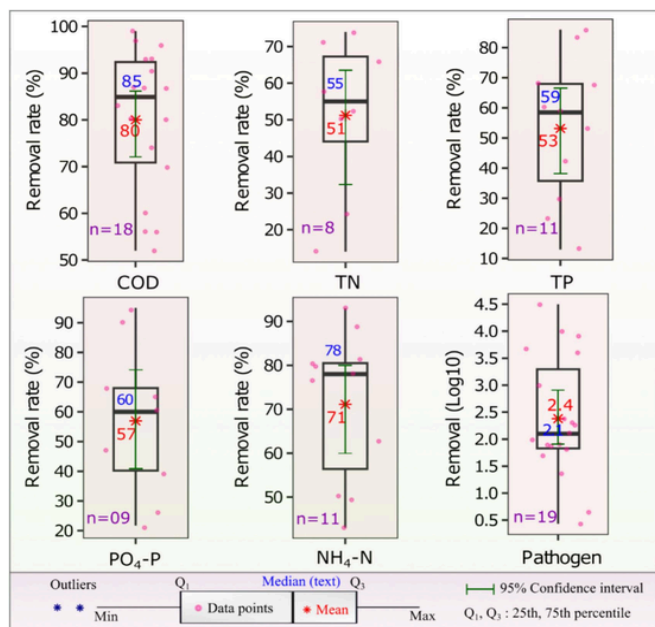 Removal rate (%)
100
90
80
70
60
50
85
80
n=18
COD
Removal rate (%)
70
60
50
40
30
20
55
51
n=8
TN
Removal rate (%)
80
70
60
50
40
30
20
10
59
53
n=11
TP
Removal rate (%)
90
80
70
60
50
40
30
20
60
57
n=09
PO₄-P
Removal rate (%)
90
80
70
60
50
78
71
n=11
NH₄-N
Removal (Log10)
4.5
4.0
3.5
3.0
2.5
2.0
1.5
1.0
0.5
2.4
2.1
n=19
Pathogen
Outliers
Min
Q₁
Data points
Median (text)
Mean
Q₃
Max
95% Confidence interval
Q₁, Q₃ : 25th, 75th percentile